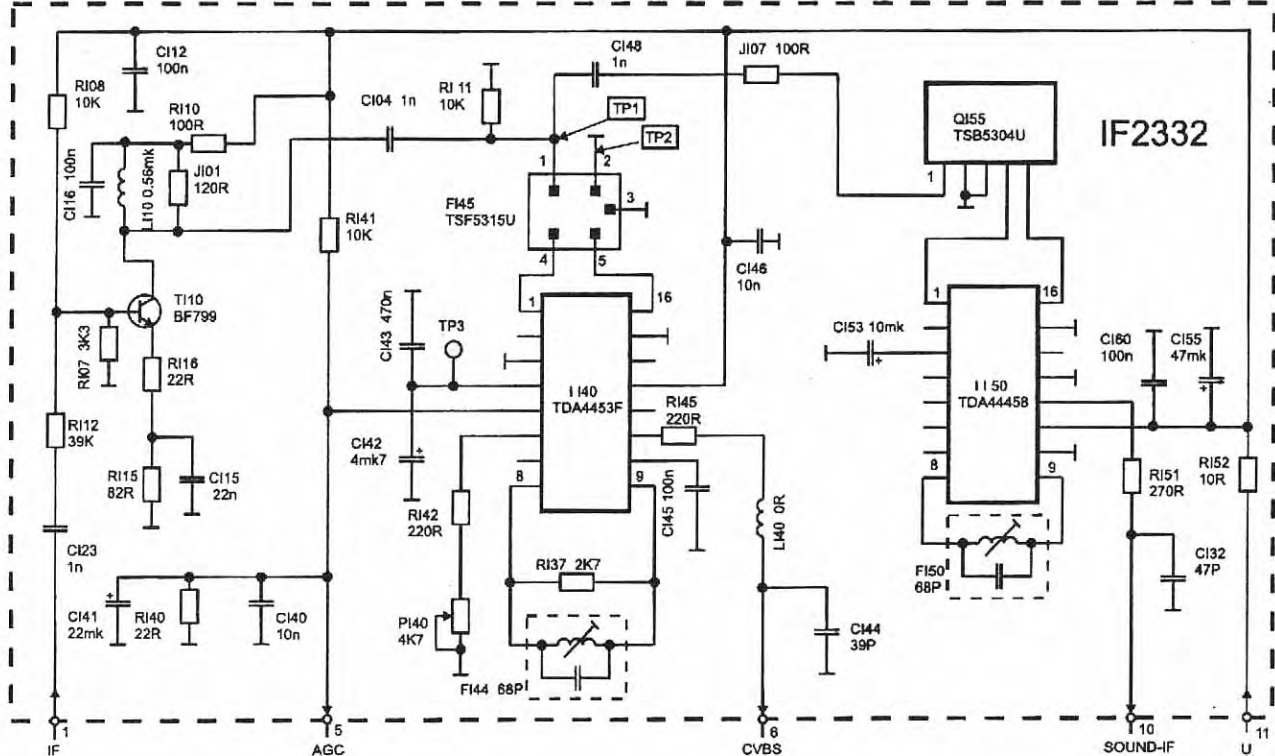 CI12
100n
RI08
10K
RI10
100R
CI04 1n
RI 11
10K
CI48
1n
JI07 100R
TP1
TP2
QI55
TSB5304U
1
IF2332
CI16 100n
LI10 0.56mk
JI01
120R
1
2
3
FI45
TSF5315U
4
5
RI41
10K
CI46
10n
TI10
BF799
RI07 3K3
RI16
22R
CI43 470n
TP3
1
16
II40
TDA4453F
8
9
CI53 10mk
+
1
16
II 50
TDA44458
8
9
CI60
100n
CI55
47mk
+
RI12
39K
RI15
82R
CI15
22n
CI42
4mk7
+
RI45
220R
RI42
220R
CI45 100n
LI40 0R
RI51
270R
RI52
10R
CI23
1n
CI41
22mk
+
RI40
22R
CI40
10n
PI40
4K7
RI37 2K7
FI44 68P
CI44
39P
FI50
68P
CI32
47P
1
IF
5
AGC
6
CVBS
10
SOUND-IF
11
U